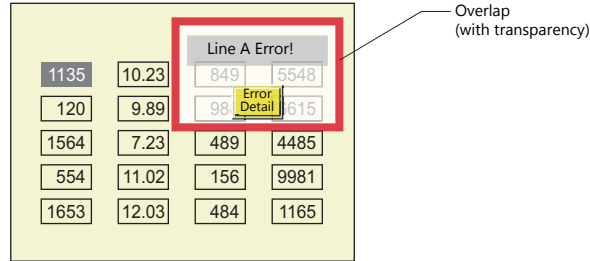 Overlap
(with transparency)
Line A Error!
1135 10.23 849 5548
Error
Detail
120 9.89
1564 7.23 489 4485
554 11.02 156 9981
1653 12.03 484 1165